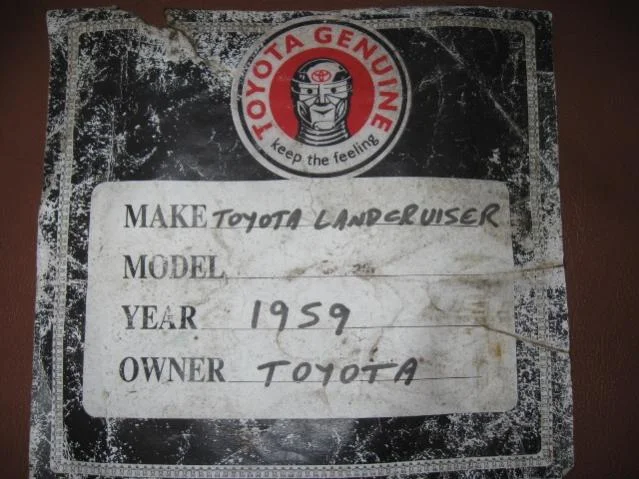 TOYOTA GENUINE
keep the feeling
MAKE TOYOTA LANDCRUISER
MODEL
YEAR 1959
OWNER TOYOTA